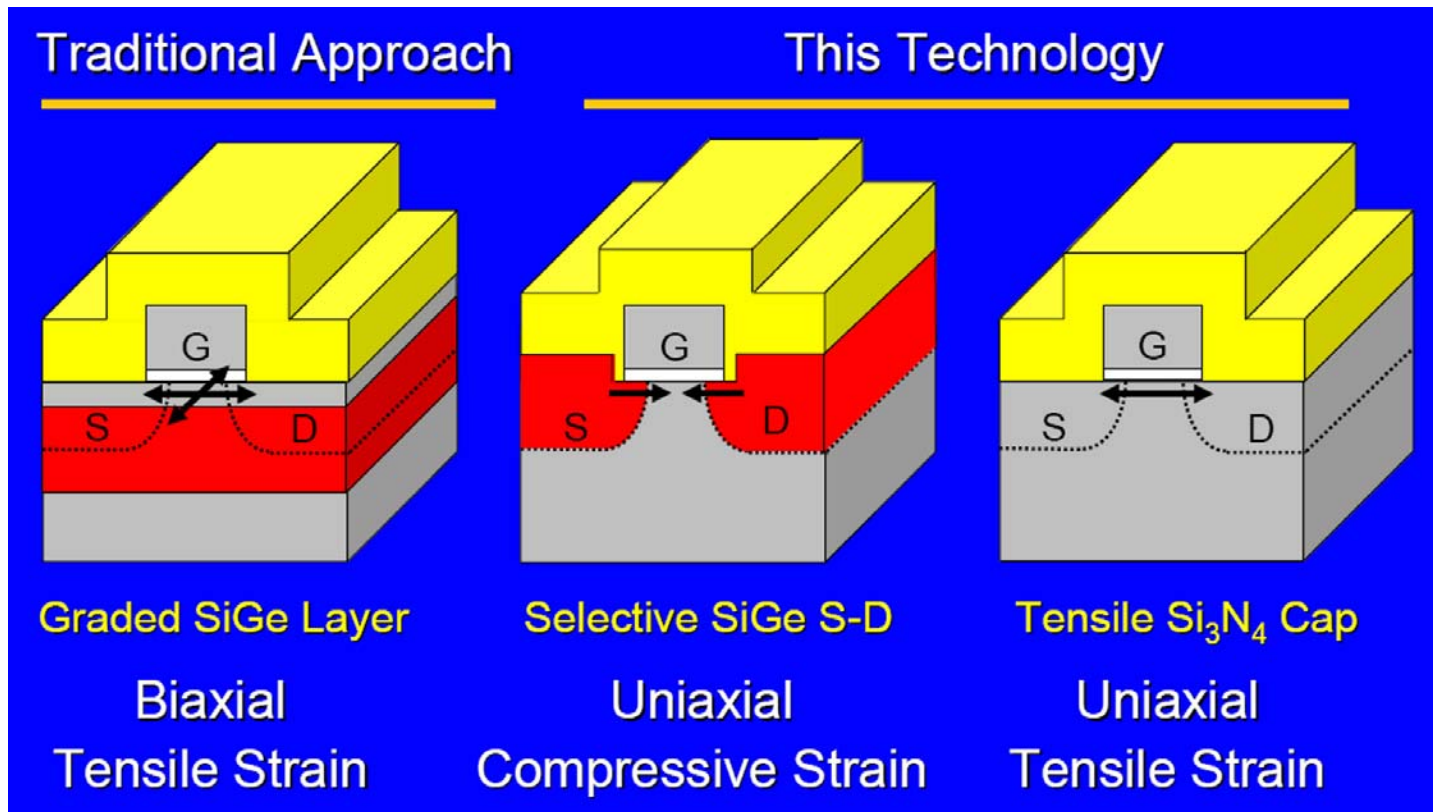 Traditional Approach
This Technology
G
S
D
G
S
D
G
S
D
Graded SiGe Layer
Selective SiGe S-D
Tensile Si₃N₄ Cap
Biaxial
Tensile Strain
Uniaxial
Compressive Strain
Uniaxial
Tensile Strain